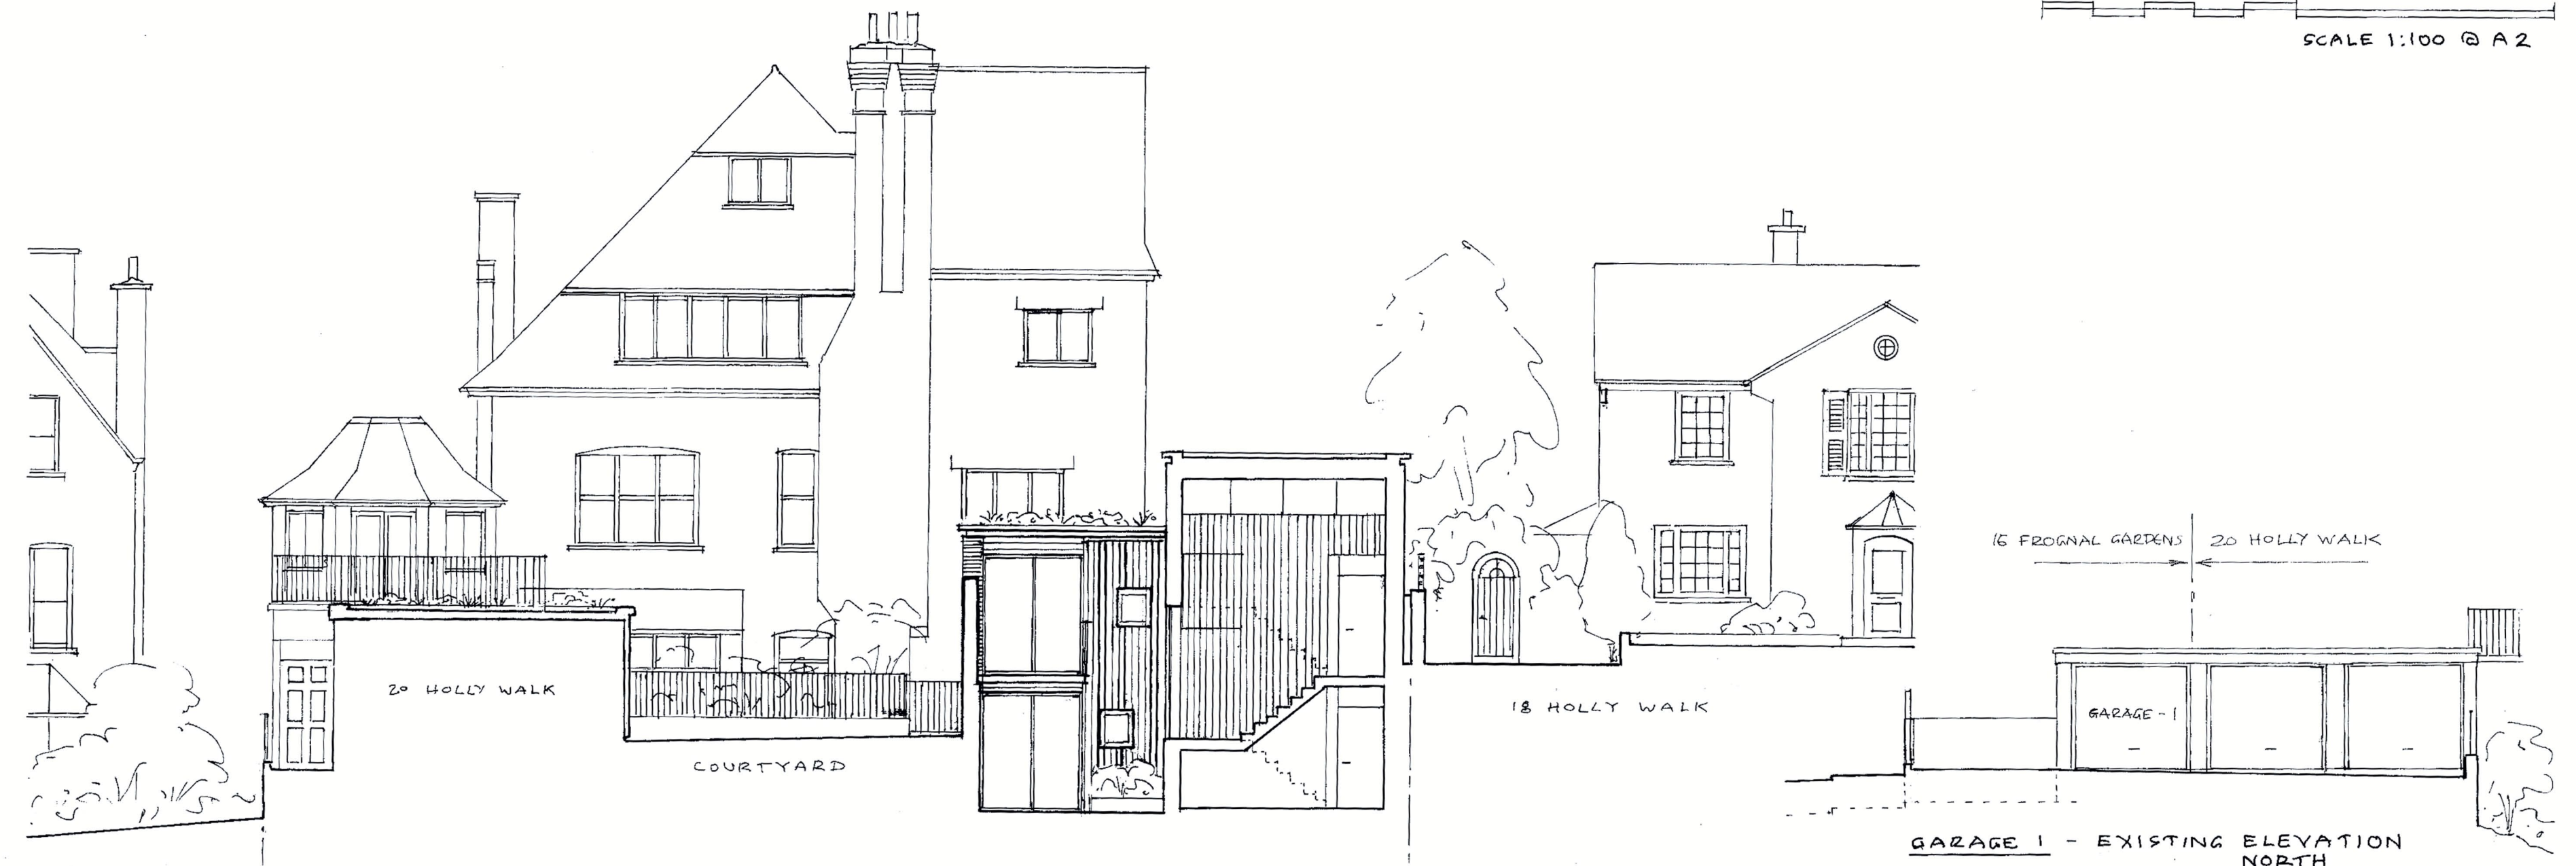 SCALE 1:100 @ A2
16 FROGNAL GARDENS
20 HOLLY WALK
20 HOLLY WALK
18 HOLLY WALK
GARAGE-1
COURTYARD
GARAGE 1 - EXISTING ELEVATION
NORTH